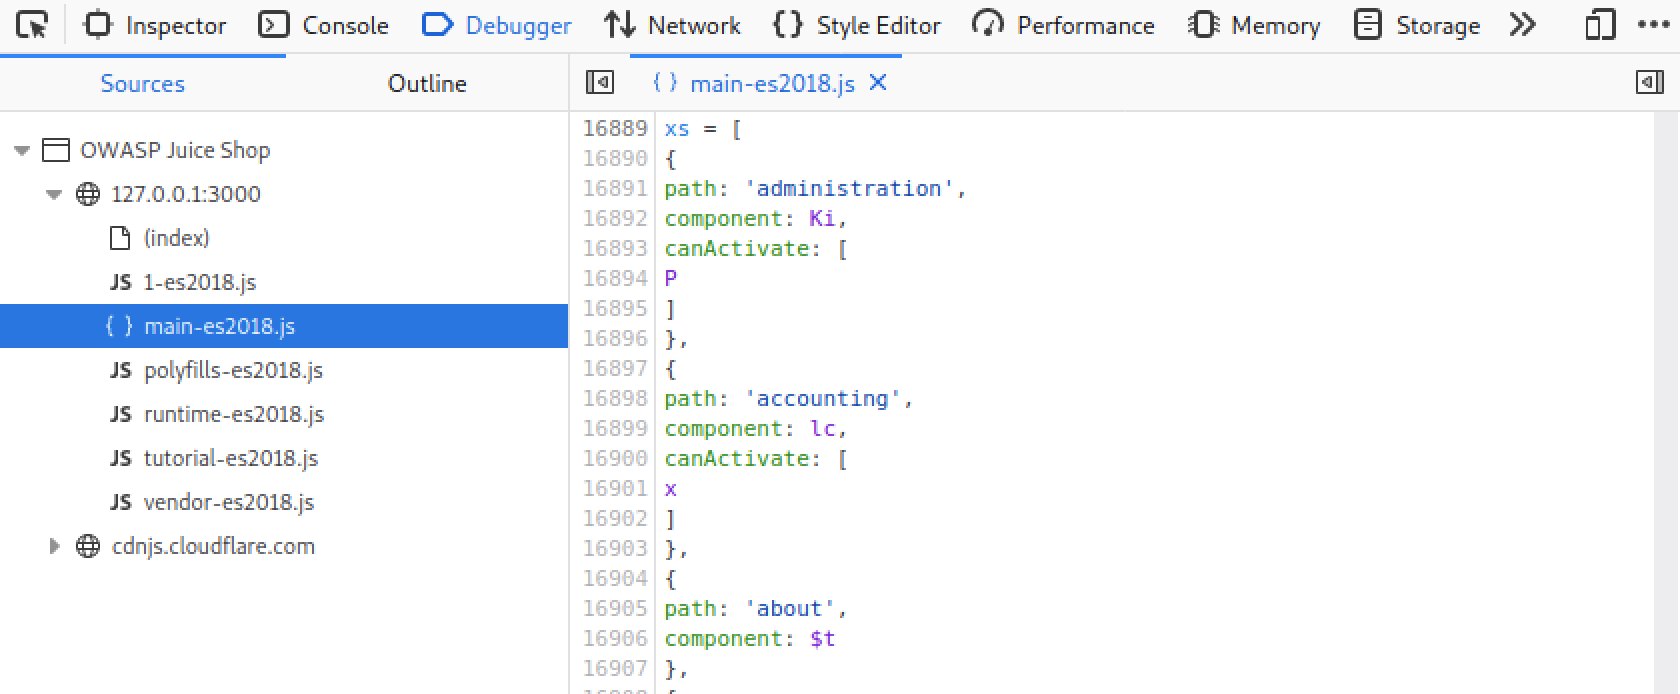 Inspector Console Debugger Network {} Style Editor Performance Memory Storage
Sources Outline
OWASP Juice Shop
127.0.0.1:3000
(index)
JS 1-es2018.js
{ } main-es2018.js
JS polyfills-es2018.js
JS runtime-es2018.js
JS tutorial-es2018.js
JS vendor-es2018.js
cdnjs.cloudflare.com
{ } main-es2018.js
16889 xs = [
16890 {
16891 path: 'administration',
16892 component: Ki,
16893 canActivate: [
16894 P
16895 ]
16896 },
16897 {
16898 path: 'accounting',
16899 component: lc,
16900 canActivate: [
16901 x
16902 ]
16903 },
16904 {
16905 path: 'about',
16906 component: $t
16907 },